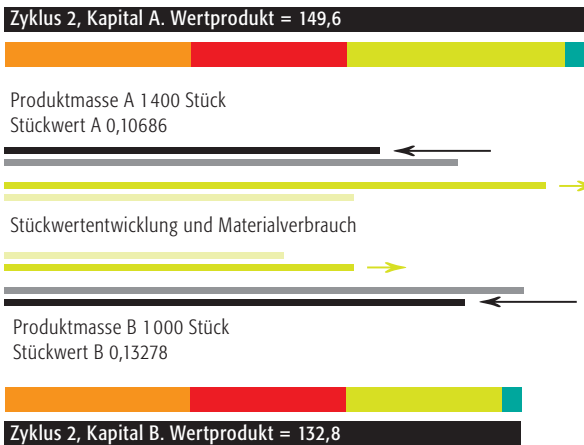 Zyklus 2, Kapital A. Wertprodukt = 149,6
Produktmasse A 1400 Stück
Stückwert A 0,10686
Stückwertentwicklung und Materialverbrauch
Produktmasse B 1000 Stück
Stückwert B 0,13278
Zyklus 2, Kapital B. Wertprodukt = 132,8